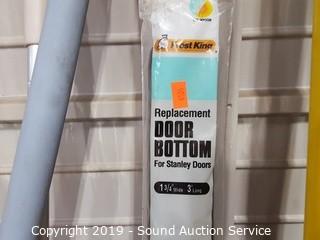 Frost King
Replacement
DOOR
BOTTOM
For Stanley Doors
1 3/4" Wide 3' Long
Copyright 2019 - Sound Auction Service